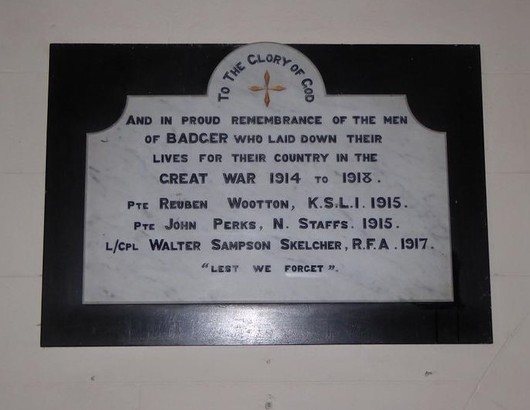 TO THE GLORY OF GOD
AND IN PROUD REMEMBRANCE OF THE MEN
OF BADGER WHO LAID DOWN THEIR
LIVES FOR THEIR COUNTRY IN THE
GREAT WAR 1914 TO 1918.
PTE REUBEN WOOTTON, K.S.L.I. 1915.
PTE JOHN PERKS, N. STAFFS. 1915.
L/CPL WALTER SAMPSON SKELCHER, R.F.A. 1917.
"LEST WE FORGET".